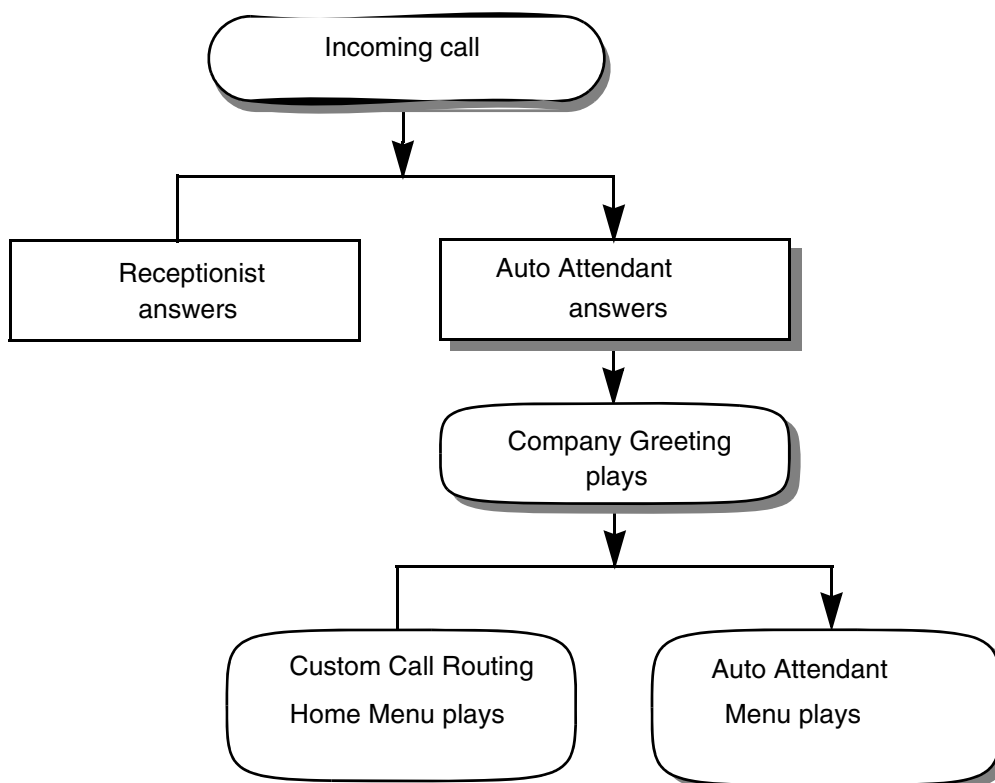 Incoming call
Receptionist
answers
Auto Attendant
answers
Company Greeting
plays
Custom Call Routing
Home Menu plays
Auto Attendant
Menu plays